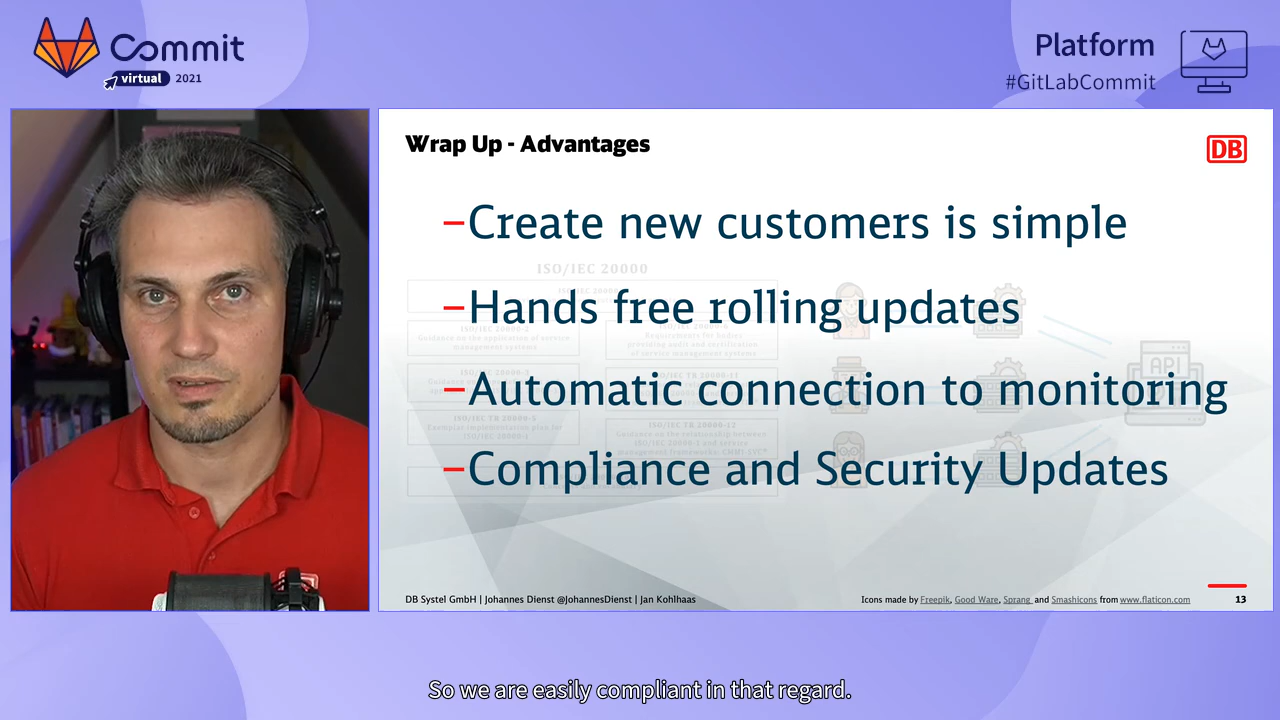 Commit
virtual 2021
Platform
#GitLabCommit
Wrap Up - Advantages
DB
–Create new customers is simple
ISO/IEC 20000
–Hands free rolling updates
–Automatic connection to monitoring
API
–Compliance and Security Updates
DB Systel GmbH | Johannes Dienst @JohannesDienst | Jan Kohlhaas
Icons made by Freepik, Good Ware, Sprang and Smashicons from www.flaticon.com
13
So we are easily compliant in that regard.